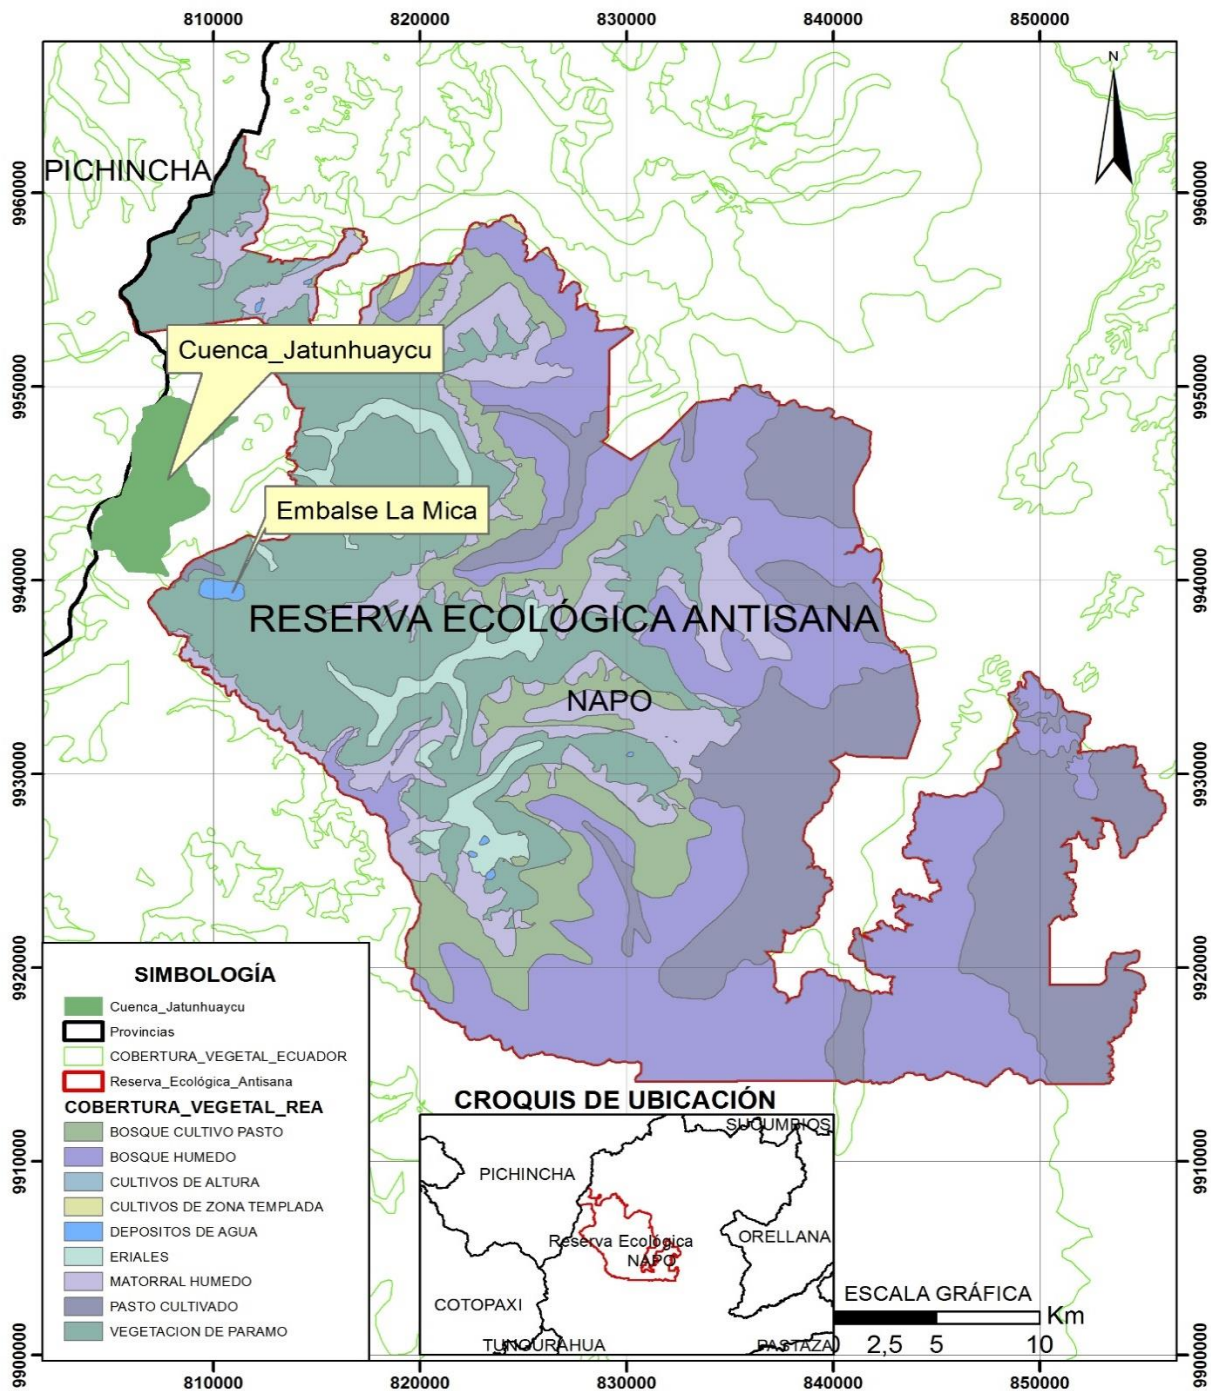 810000 820000 830000 840000 850000
N
PICHINCHA
9960000 9960000
Cuenca_Jatunhuaycu
9950000 9950000
Embalse La Mica
9940000 9940000
RESERVA ECOLÓGICA ANTISANA
NAPO
9930000 9930000
9920000 9920000
SIMBOLOGÍA
Cuenca_Jatunhuaycu
Provincias
COBERTURA_VEGETAL_ECUADOR
Reserva_Ecológica_Antisana
COBERTURA_VEGETAL_REA
BOSQUE CULTIVO PASTO
BOSQUE HUMEDO
CULTIVOS DE ALTURA
CULTIVOS DE ZONA TEMPLADA
DEPOSITOS DE AGUA
ERIALES
MATORRAL HUMEDO
PASTO CULTIVADO
VEGETACION DE PARAMO
CROQUIS DE UBICACIÓN
SUCUMBIOS
PICHINCHA
ORELLANA
Reserva Ecológica
NAPO
COTOPAXI
TUNGURAHUA
PASTAZA
9910000 9910000
ESCALA GRÁFICA
Km
0 2,5 5 10
9900000 9900000
810000 820000 830000 840000 850000